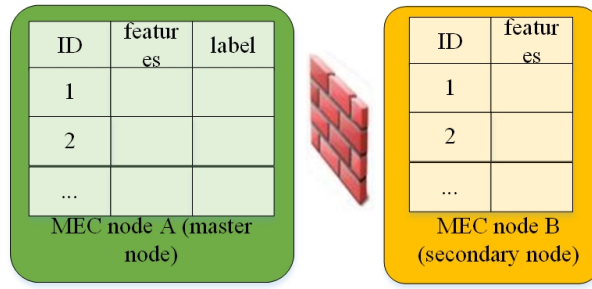 ID featur es label
1
2
...
MEC node A (master
node)
ID featur es
1
2
...
MEC node B
(secondary node)